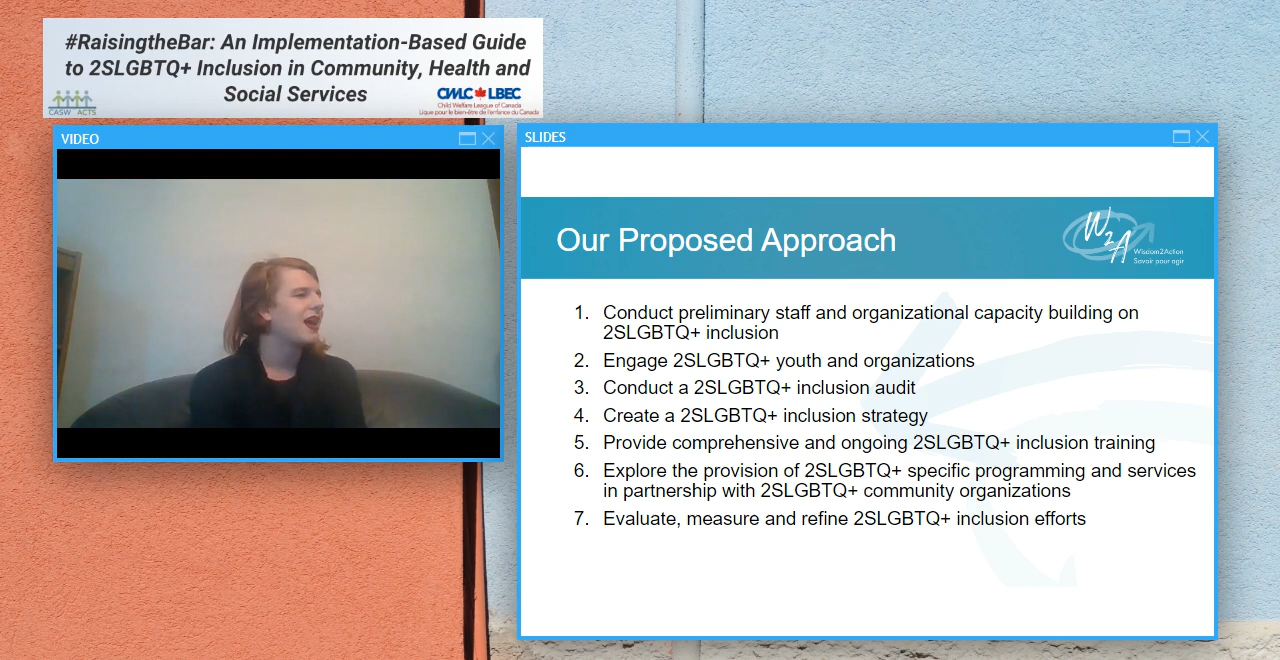 #RaisingtheBar: An Implementation-Based Guide
to 2SLGBTQ+ Inclusion in Community, Health and
Social Services
CASW ACTS
CWLC LBEC
Child Welfare League of Canada
Ligue pour le bien-être de l'enfance du Canada
VIDEO
SLIDES
Our Proposed Approach
W2A
Wisdom2Action
Savoir pour agir
1. Conduct preliminary staff and organizational capacity building on
2SLGBTQ+ inclusion
2. Engage 2SLGBTQ+ youth and organizations
3. Conduct a 2SLGBTQ+ inclusion audit
4. Create a 2SLGBTQ+ inclusion strategy
5. Provide comprehensive and ongoing 2SLGBTQ+ inclusion training
6. Explore the provision of 2SLGBTQ+ specific programming and services
in partnership with 2SLGBTQ+ community organizations
7. Evaluate, measure and refine 2SLGBTQ+ inclusion efforts